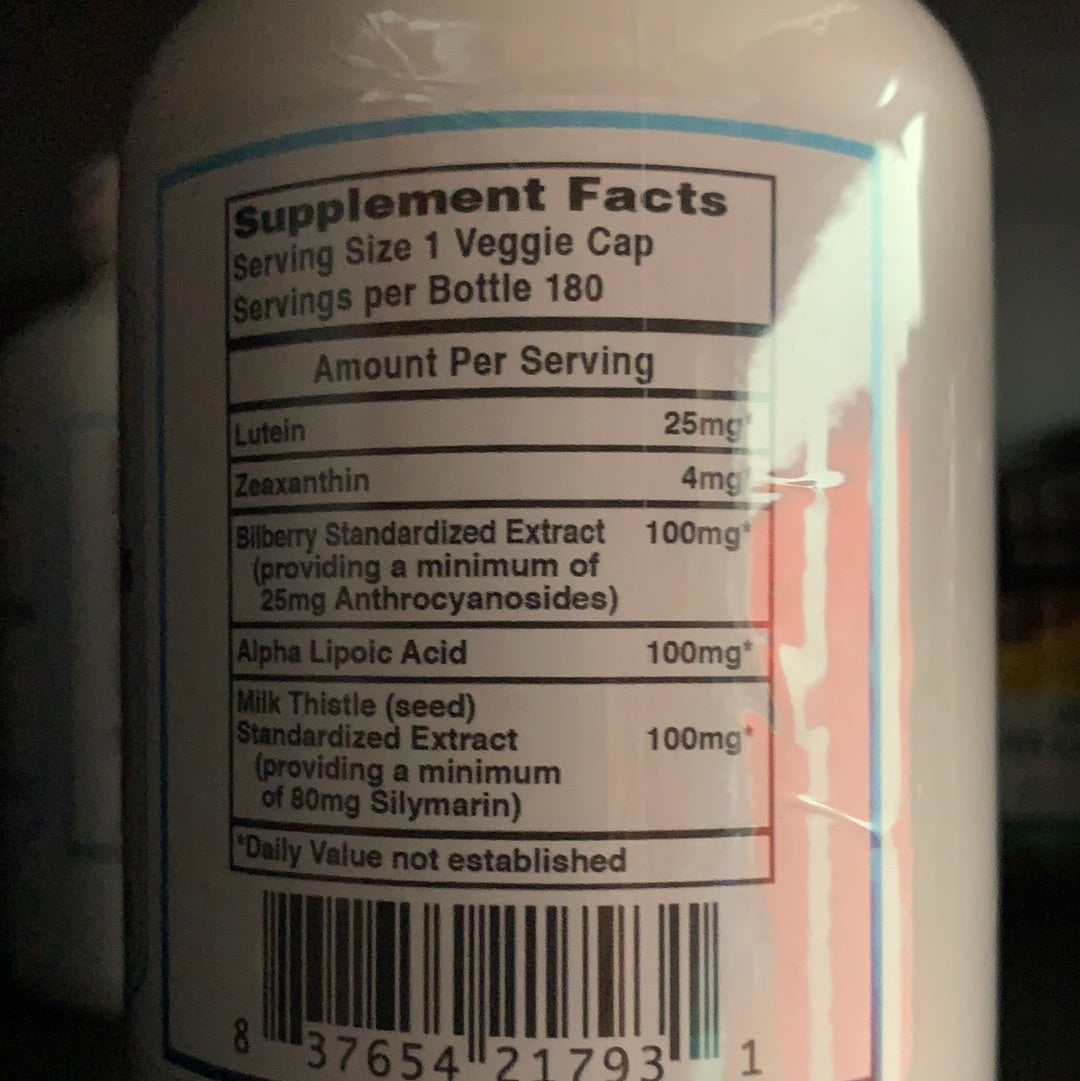 Supplement Facts
Serving Size 1 Veggie Cap
Servings per Bottle 180
Amount Per Serving
Lutein 25mg*
Zeaxanthin 4mg*
Bilberry Standardized Extract 100mg*
(providing a minimum of
25mg Anthrocyanosides)
Alpha Lipoic Acid 100mg*
Milk Thistle (seed)
Standardized Extract 100mg*
(providing a minimum
of 80mg Silymarin)
*Daily Value not established
8 37654 21793 1